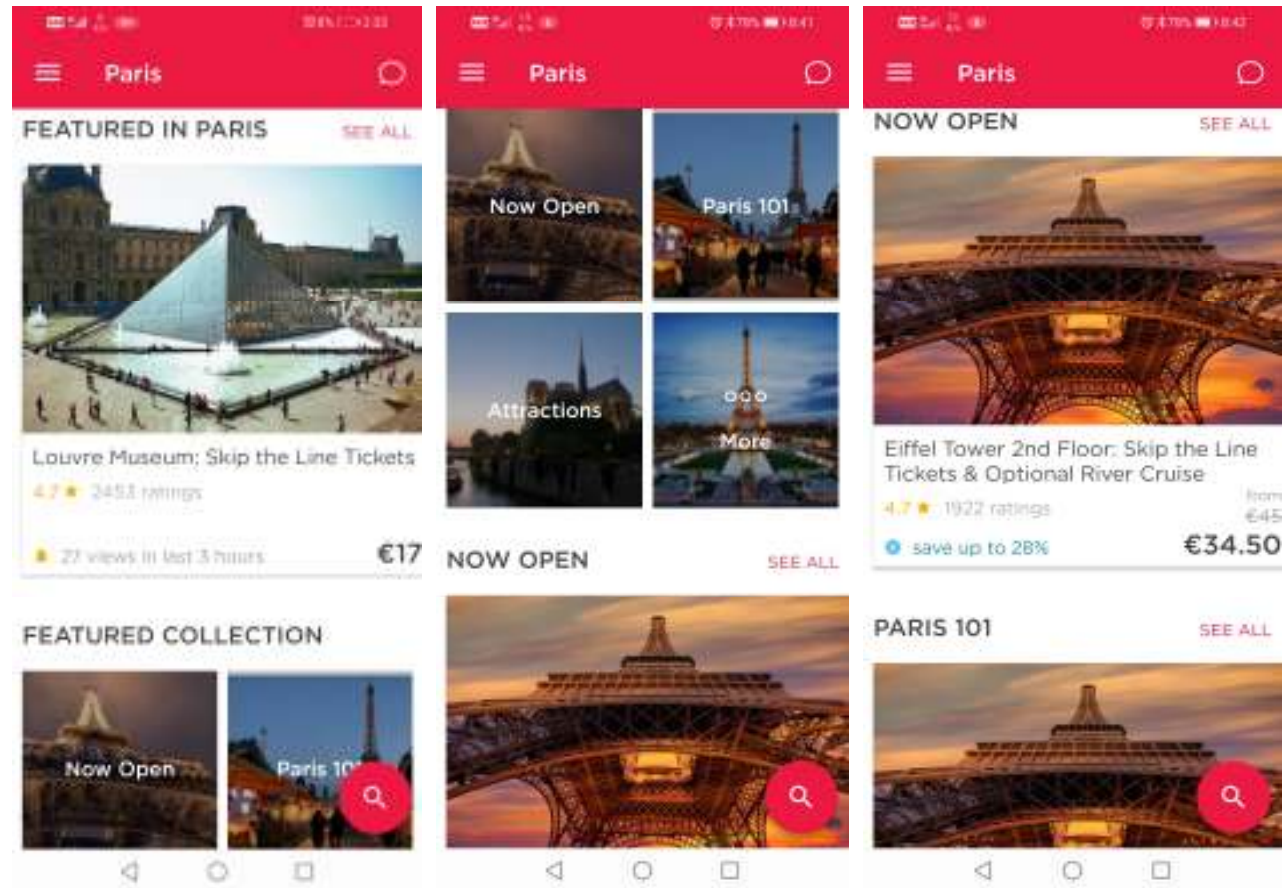 Paris
FEATURED IN PARIS
SEE ALL
Louvre Museum: Skip the Line Tickets
4.7
2453 ratings
27 views in last 3 hours
€17
FEATURED COLLECTION
Now Open
Paris 10
Paris
Now Open
Paris 101
Attractions
More
NOW OPEN
SEE ALL
Paris
NOW OPEN
SEE ALL
Eiffel Tower 2nd Floor: Skip the Line
Tickets & Optional River Cruise
4.7
1922 ratings
from
€45
save up to 28%
€34.50
PARIS 101
SEE ALL